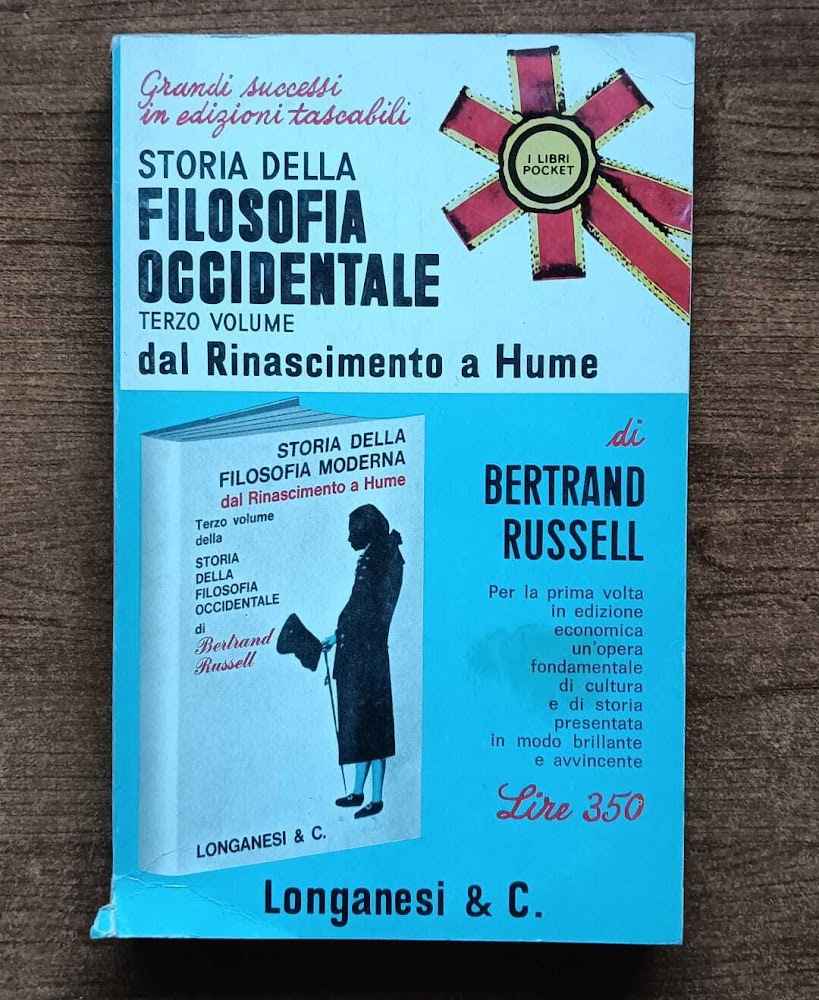 Grandi successi
in edizioni tascabili
I LIBRI
POCKET
STORIA DELLA
FILOSOFIA
OCCIDENTALE
TERZO VOLUME
dal Rinascimento a Hume
STORIA DELLA
FILOSOFIA MODERNA
dal Rinascimento a Hume
Terzo volume
della
STORIA
DELLA
FILOSOFIA
OCCIDENTALE
di
Bertrand
Russell
LONGANESI & C.
di
BERTRAND
RUSSELL
Per la prima volta
in edizione
economica
un'opera
fondamentale
di cultura
e di storia
presentata
in modo brillante
e avvincente
Lire 350
Longanesi & C.